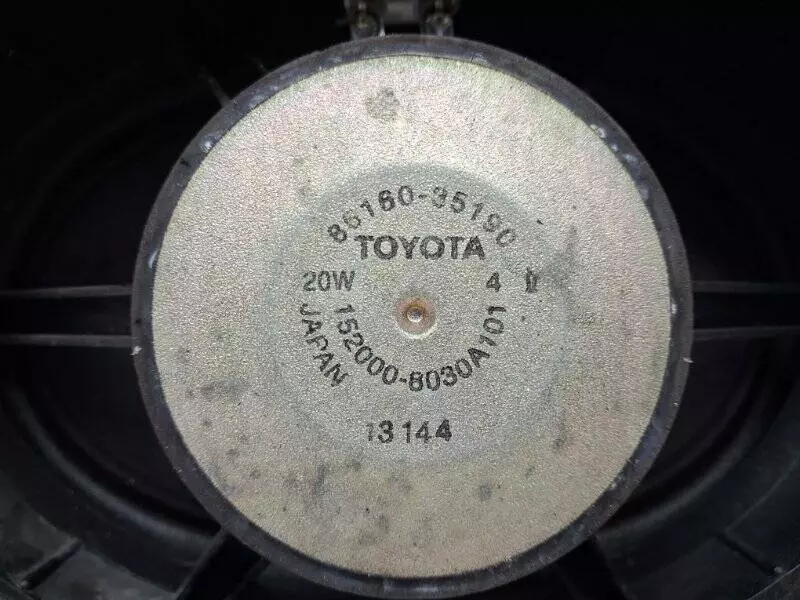 86160-35190
TOYOTA
20W 4 Ω
152000-8030A101
JAPAN
13144